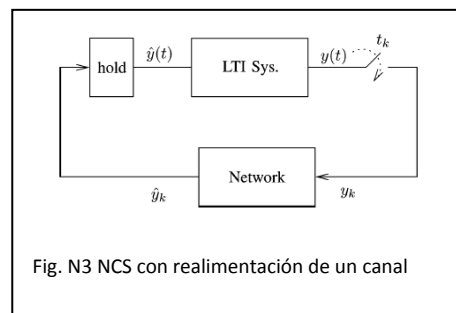 hold
ŷ(t)
LTI Sys.
y(t)
t_k
Network
ŷ_k
y_k
Fig. N3 NCS con realimentación de un canal